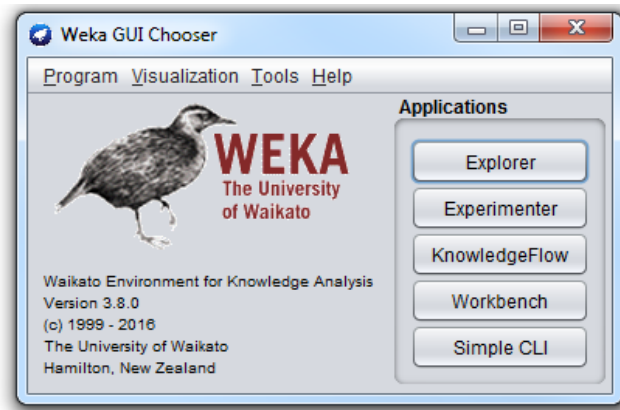 Weka GUI Chooser
Program Visualization Tools Help
WEKA
The University
of Waikato
Waikato Environment for Knowledge Analysis
Version 3.8.0
(c) 1999 - 2016
The University of Waikato
Hamilton, New Zealand
Applications
Explorer
Experimenter
KnowledgeFlow
Workbench
Simple CLI